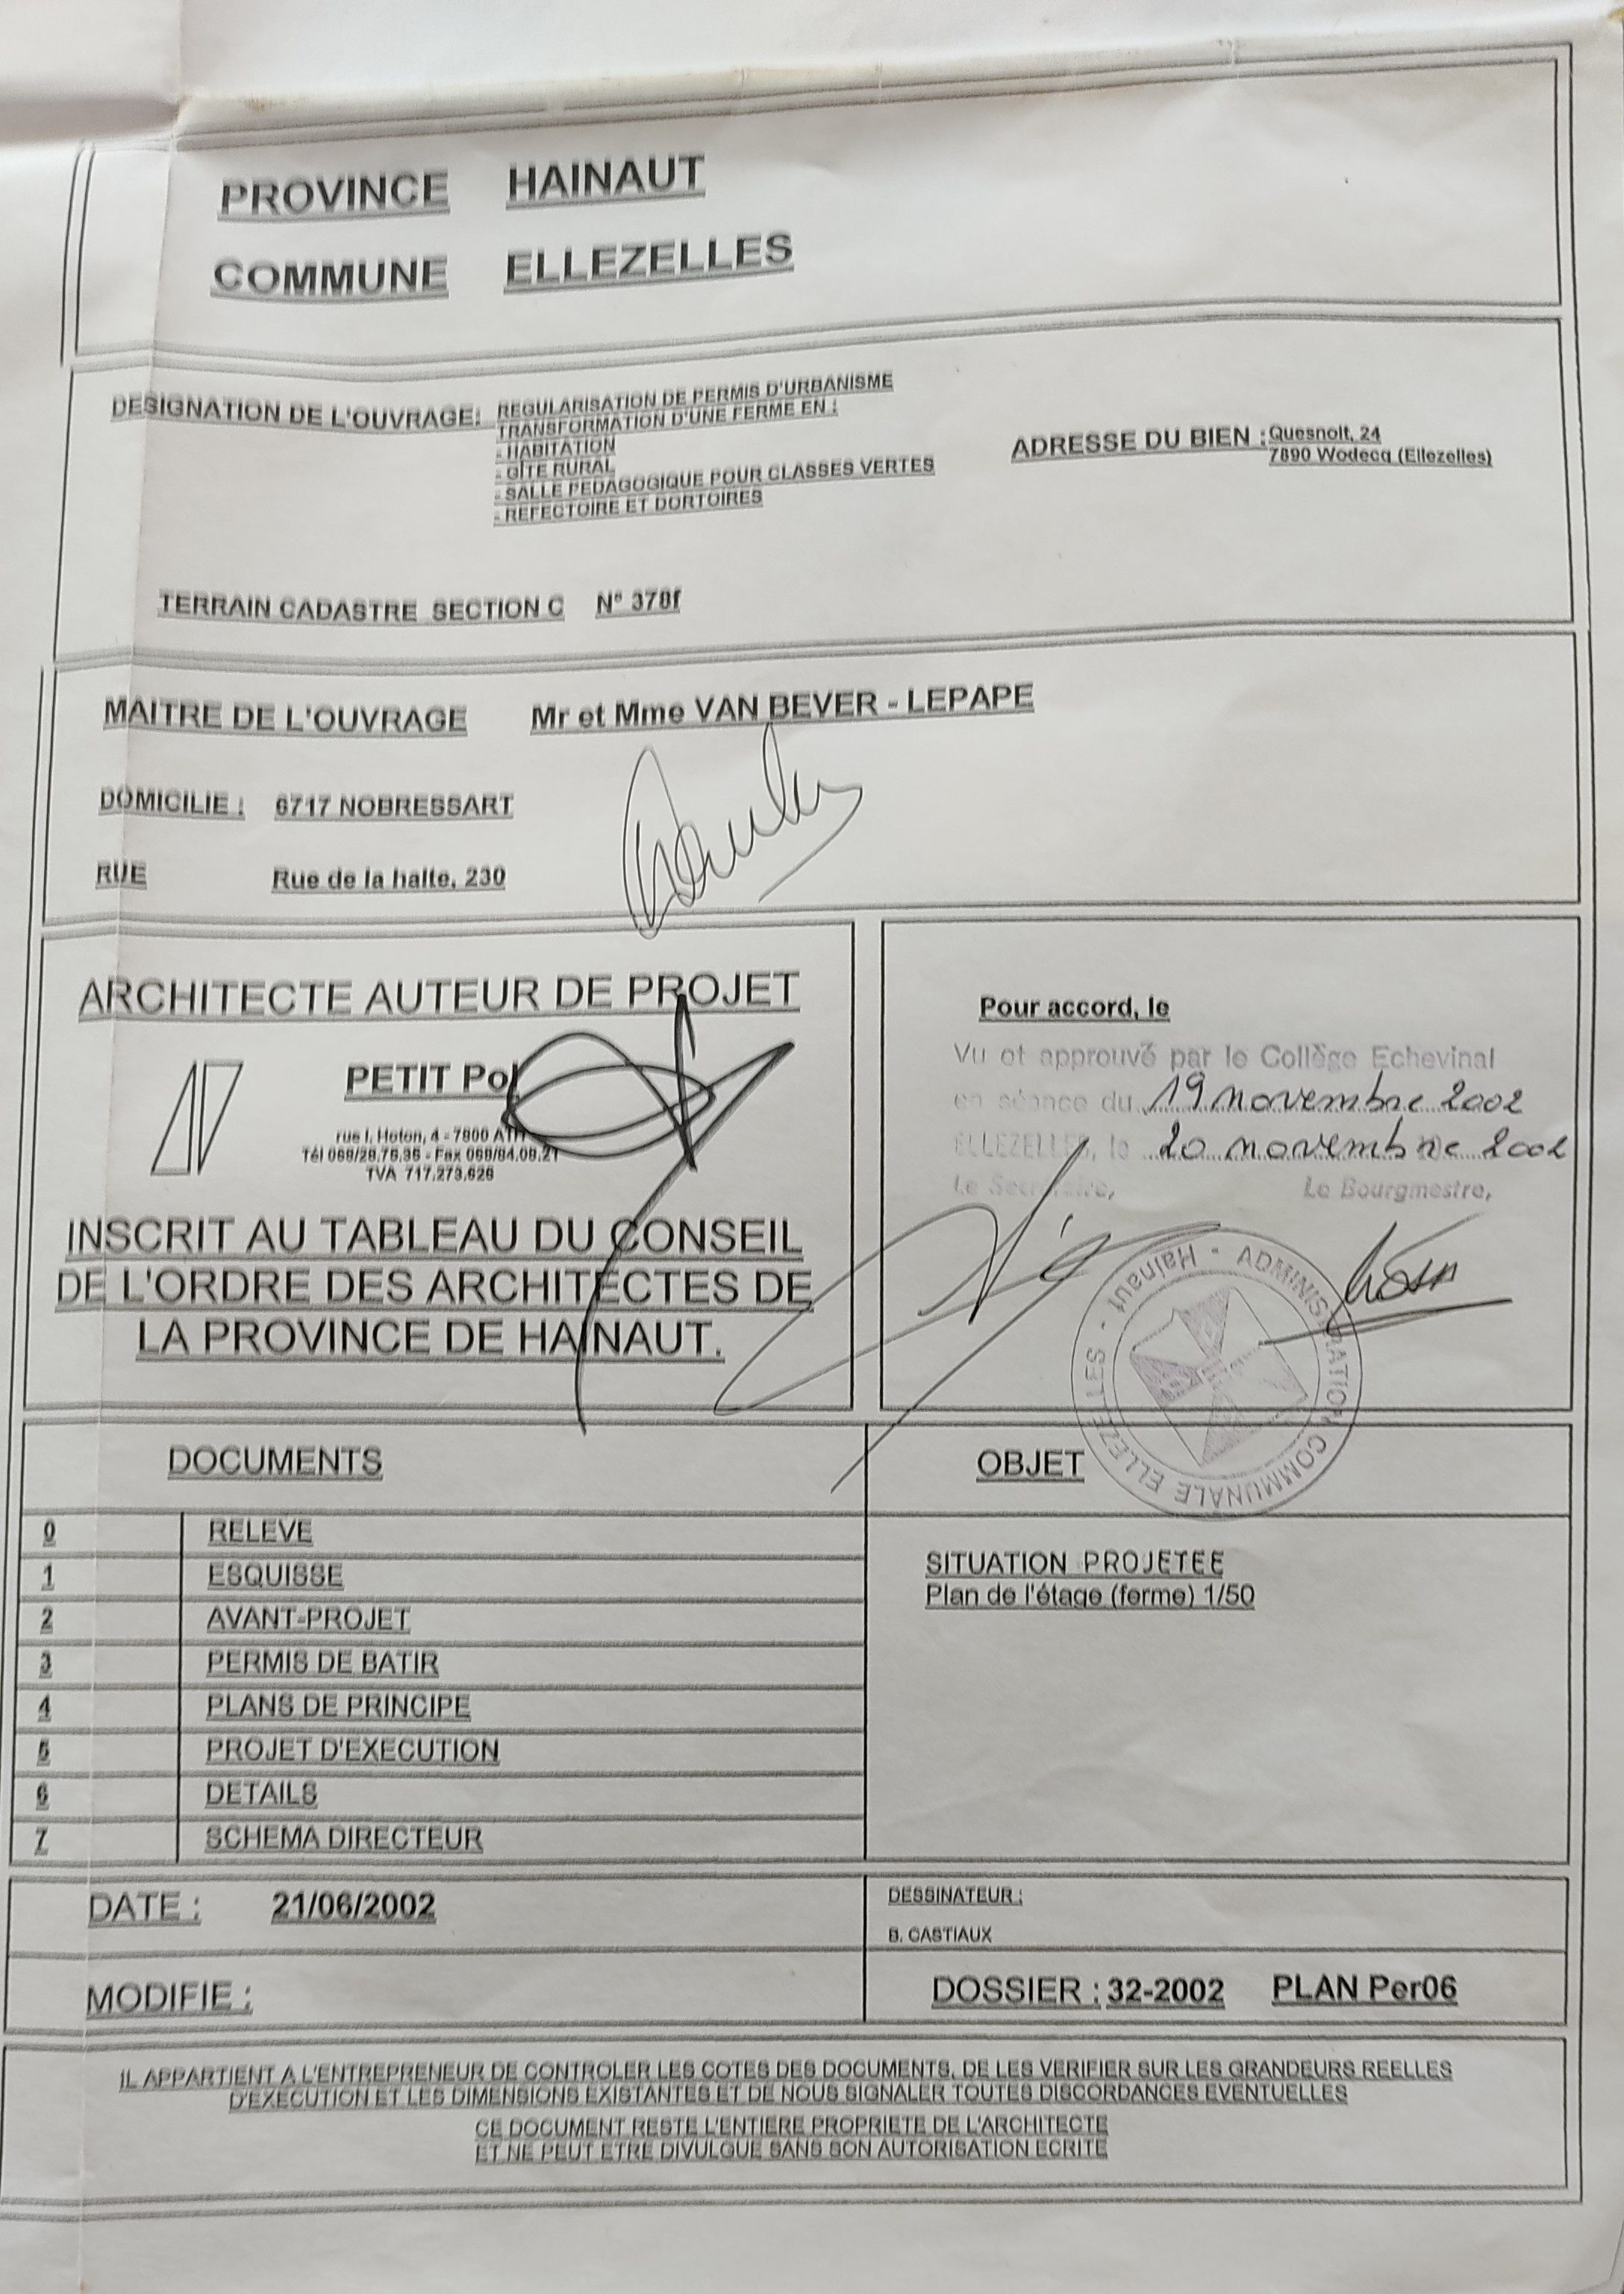 PROVINCE HAINAUT
COMMUNE ELLEZELLES
DESIGNATION DE L'OUVRAGE: REGULARISATION DE PERMIS D'URBANISME
TRANSFORMATION D'UNE FERME EN :
- HABITATION
- GÎTE RURAL
- SALLE PEDAGOGIQUE POUR CLASSES VERTES
- REFECTOIRE ET DORTOIRES
ADRESSE DU BIEN : Quesnoit, 24
7890 Wodecq (Ellezelles)
TERRAIN CADASTRE SECTION C N° 378f
MAITRE DE L'OUVRAGE Mr et Mme VAN BEVER - LEPAPE
DOMICILIE : 6717 NOBRESSART
RUE Rue de la halte, 230
ARCHITECTE AUTEUR DE PROJET
PETIT Pol
rue I. Hoton, 4 - 7800 ATH
Tél 068/28.75.35 - Fax 068/84.08.21
TVA 717.273.626
INSCRIT AU TABLEAU DU CONSEIL
DE L'ORDRE DES ARCHITECTES DE
LA PROVINCE DE HAINAUT.
Pour accord, le
Vu et approuvé par le Collège Echevinal
en séance du 19 novembre 2002
ELLEZELLES, le 20 novembre 2002
Le Secrétaire, Le Bourgmestre,
ADMINISTRATION COMMUNALE ELLEZELLES - Hainaut -
DOCUMENTS
0 RELEVE
1 ESQUISSE
2 AVANT-PROJET
3 PERMIS DE BATIR
4 PLANS DE PRINCIPE
5 PROJET D'EXECUTION
6 DETAILS
7 SCHEMA DIRECTEUR
OBJET
SITUATION PROJETEE
Plan de l'étage (ferme) 1/50
DATE : 21/06/2002
MODIFIE :
DESSINATEUR :
B. CASTIAUX
DOSSIER : 32-2002 PLAN Per06
IL APPARTIENT A L'ENTREPRENEUR DE CONTROLER LES COTES DES DOCUMENTS, DE LES VERIFIER SUR LES GRANDEURS REELLES
D'EXECUTION ET LES DIMENSIONS EXISTANTES ET DE NOUS SIGNALER TOUTES DISCORDANCES EVENTUELLES
CE DOCUMENT RESTE L'ENTIERE PROPRIETE DE L'ARCHITECTE
ET NE PEUT ETRE DIVULGUE SANS SON AUTORISATION ECRITE